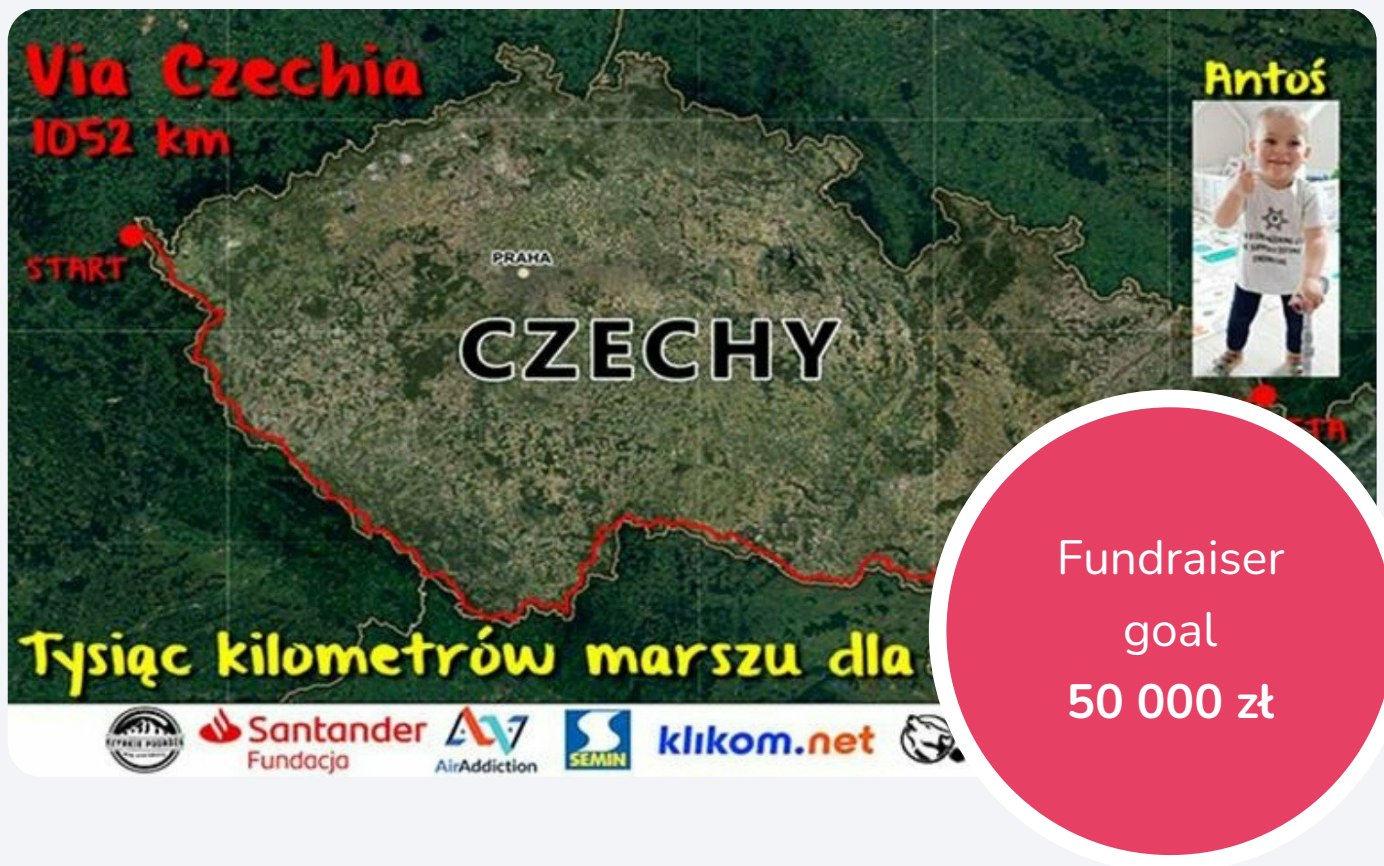 Via Czechia
1052 km
Antoś
START
PRAHA
CZECHY
Tysiąc kilometrów marszu dla
Fundraiser
goal
50 000 zł
Santander
Fundacja
AirAddiction
SEMIN
klikom.net